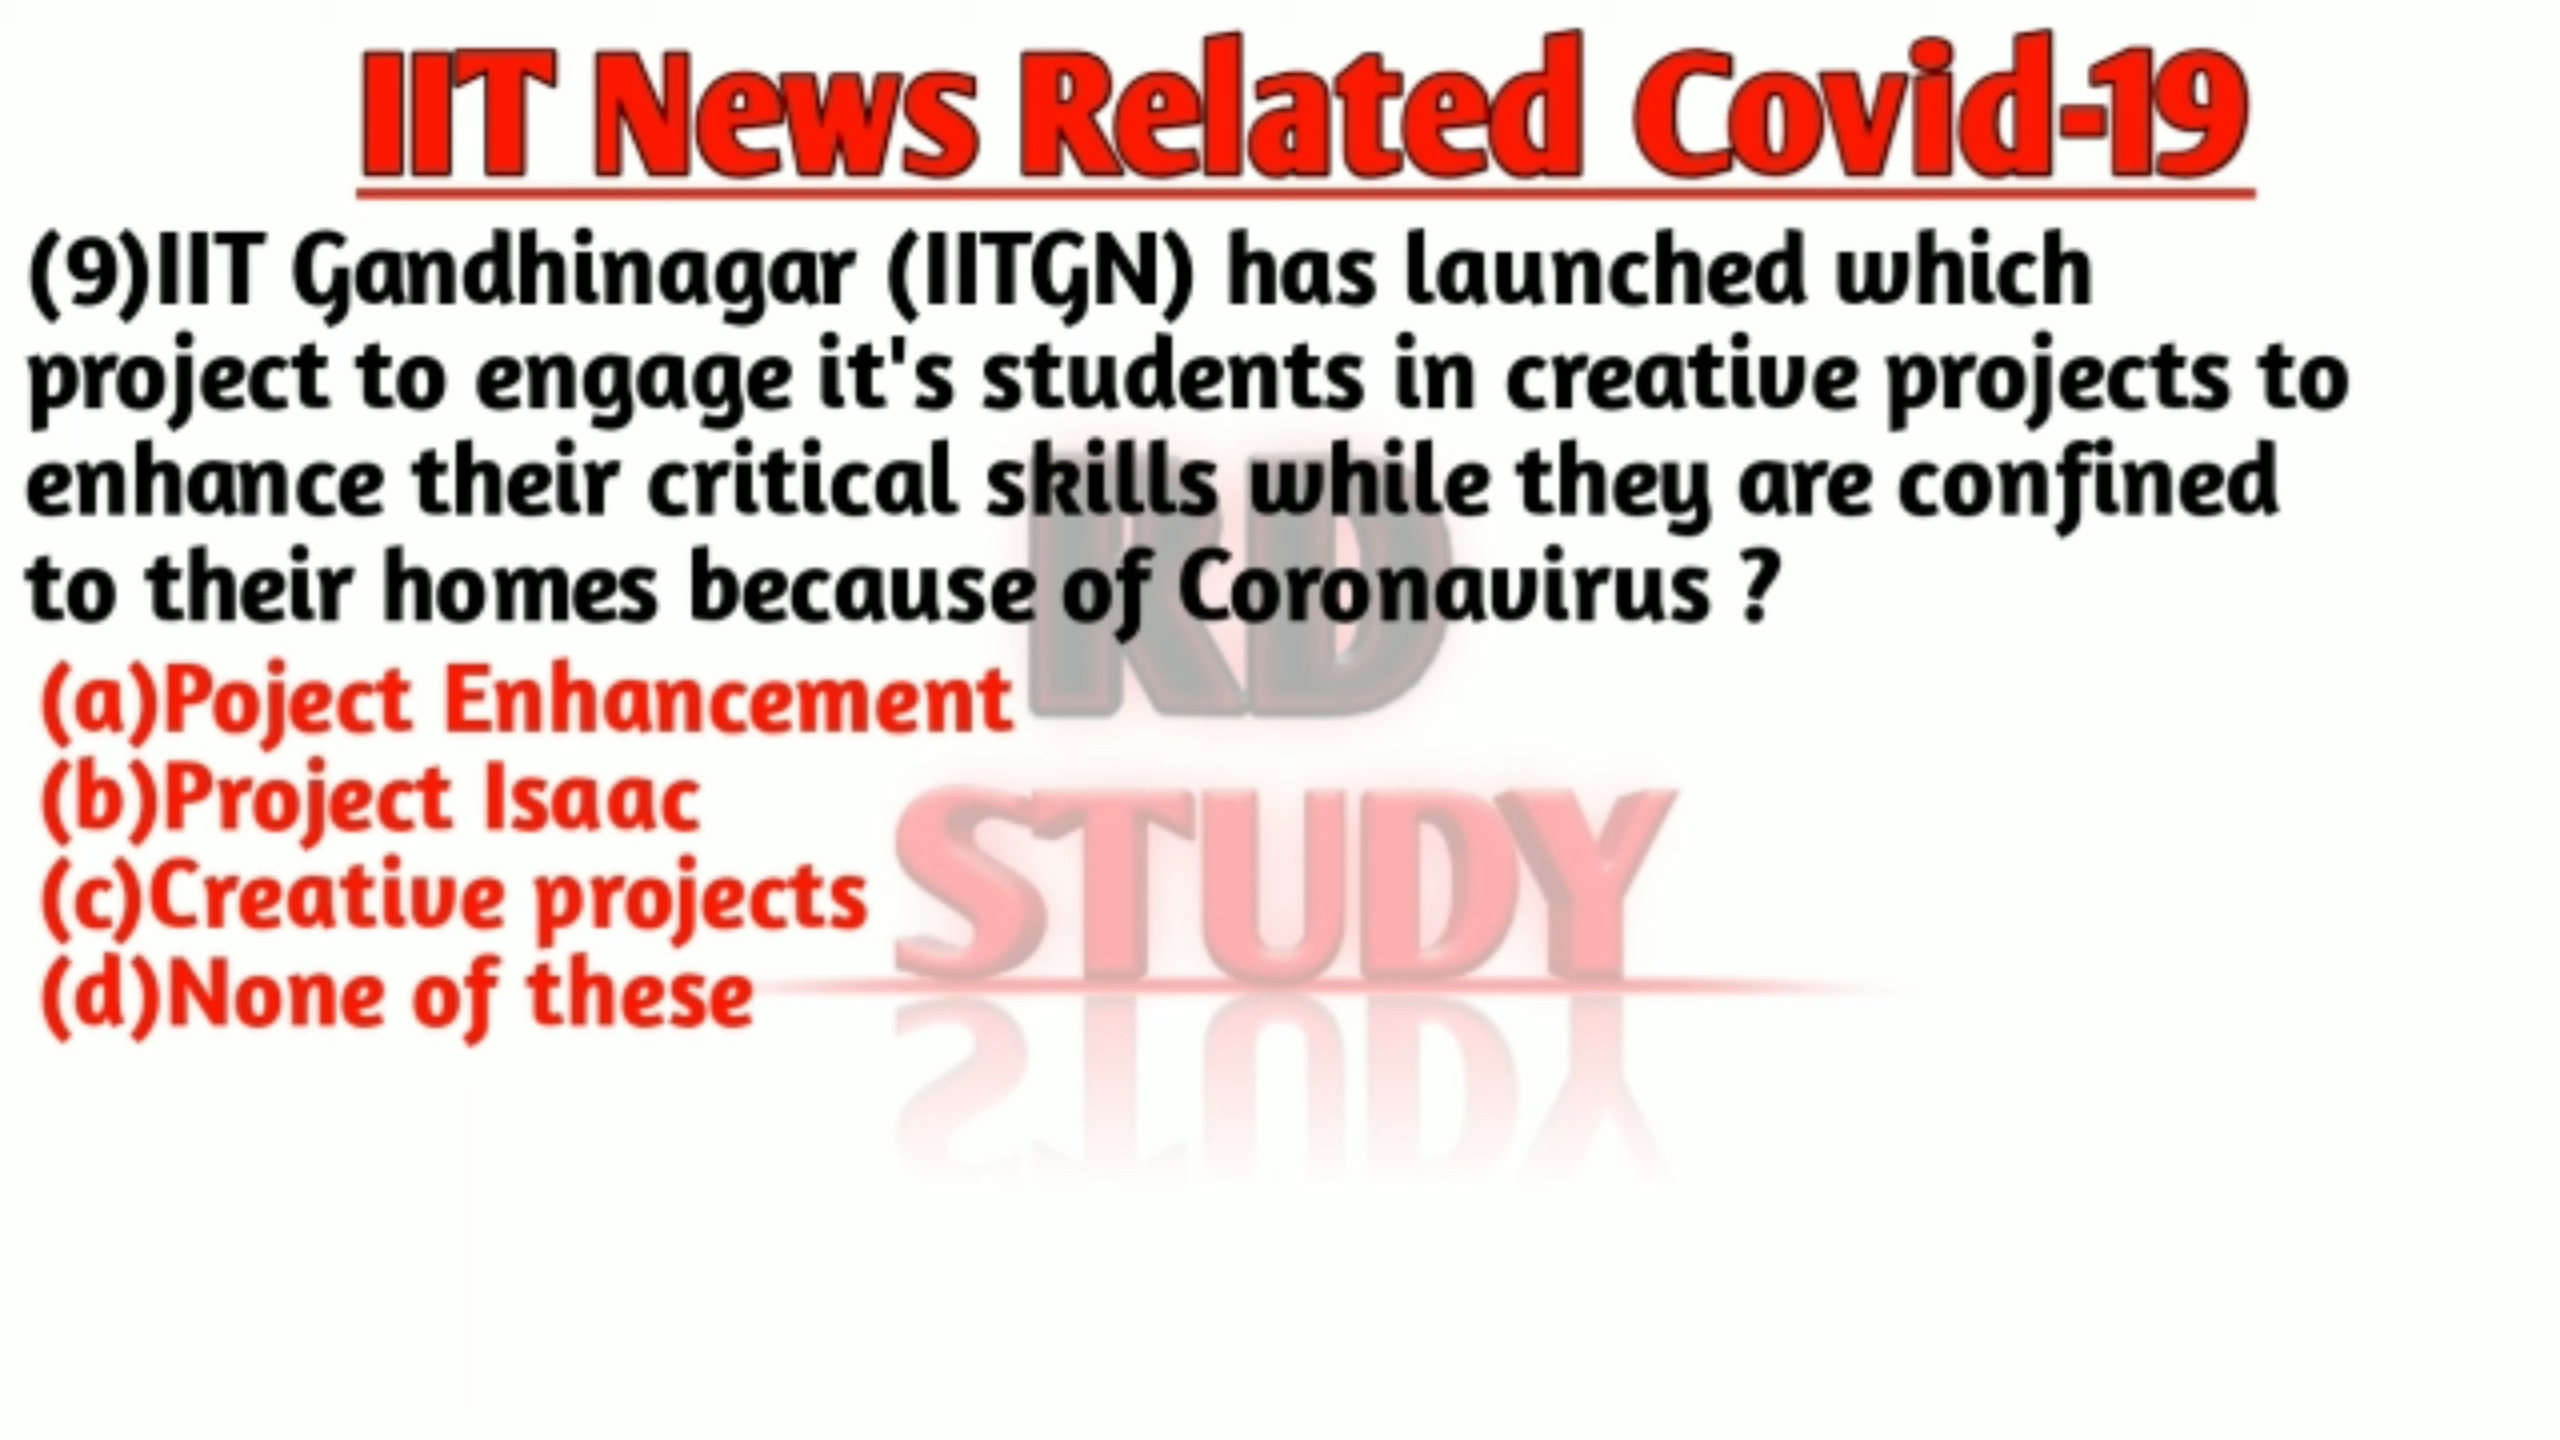 IIT News Related Covid-19
(9)IIT Gandhinagar (IITGN) has launched which
project to engage it's students in creative projects to
enhance their critical skills while they are confined
to their homes because of Coronavirus ?
(a)Poject Enhancement
(b)Project Isaac
(c)Creative projects
(d)None of these
RD
STUDY